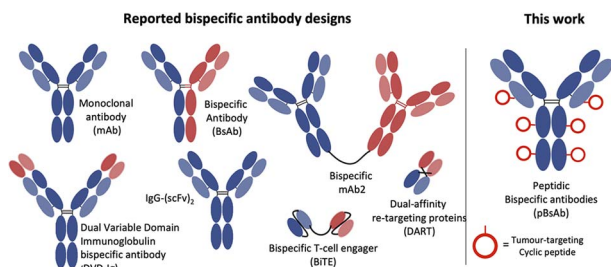 Reported bispecific antibody designs
This work
Monoclonal
antibody
(mAb)
Bispecific
Antibody
(BsAb)
Bispecific
mAb2
Dual-affinity
re-targeting proteins
(DART)
Dual Variable Domain
Immunoglobulin
bispecific antibody
IgG-(scFv)2
Bispecific T-cell engager
(BiTE)
Peptidic
Bispecific antibodies
(pBsAb)
= Tumour-targeting
Cyclic peptide